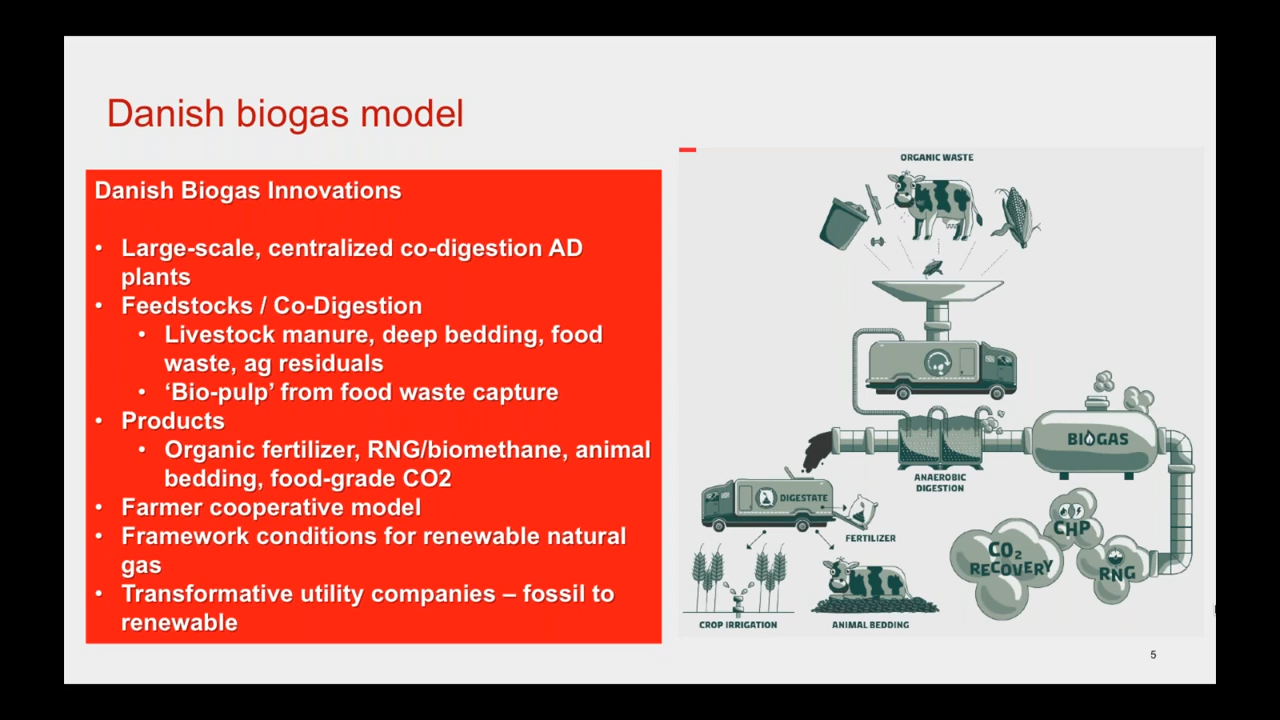 Danish biogas model
Danish Biogas Innovations
• Large-scale, centralized co-digestion AD
plants
• Feedstocks / Co-Digestion
• Livestock manure, deep bedding, food
waste, ag residuals
• ‘Bio-pulp’ from food waste capture
• Products
• Organic fertilizer, RNG/biomethane, animal
bedding, food-grade CO2
• Farmer cooperative model
• Framework conditions for renewable natural
gas
• Transformative utility companies – fossil to
renewable
ORGANIC WASTE
BIOGAS
ANAEROBIC
DIGESTION
DIGESTATE
FERTILIZER
CHP
CO₂
RECOVERY
RNG
CROP IRRIGATION
ANIMAL BEDDING
5